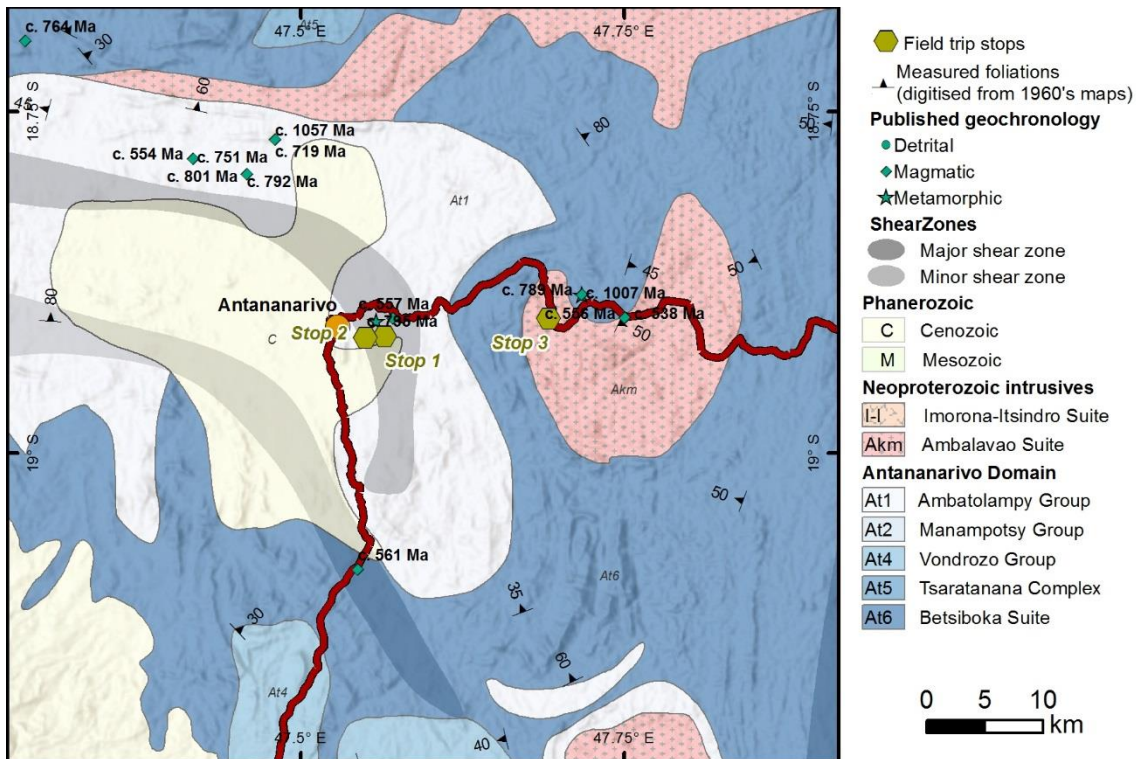 c. 764 Ma
30
At5
47.5° E
47.75° E
60
45
18.75° S
18.75° S
50
80
c. 1057 Ma
c. 719 Ma
c. 554 Ma
c. 751 Ma
c. 801 Ma
c. 792 Ma
At1
45
50
80
c. 789 Ma
c. 1007 Ma
Antananarivo
557 Ma
c. 556 Ma
c. 538 Ma
50
Stop 2
C
Stop 1
Stop 3
Akm
19° S
19° S
50
561 Ma
At6
35
30
60
At4
47.5° E
47.75° E
40
Field trip stops
Measured foliations
(digitised from 1960's maps)
Published geochronology
Detrital
Magmatic
Metamorphic
ShearZones
Major shear zone
Minor shear zone
Phanerozoic
C Cenozoic
M Mesozoic
Neoproterozoic intrusives
I-I Imorona-Itsindro Suite
Akm Ambalavao Suite
Antananarivo Domain
At1 Ambatolampy Group
At2 Manampotsy Group
At4 Vondrozo Group
At5 Tsaratanana Complex
At6 Betsiboka Suite
0 5 10
km